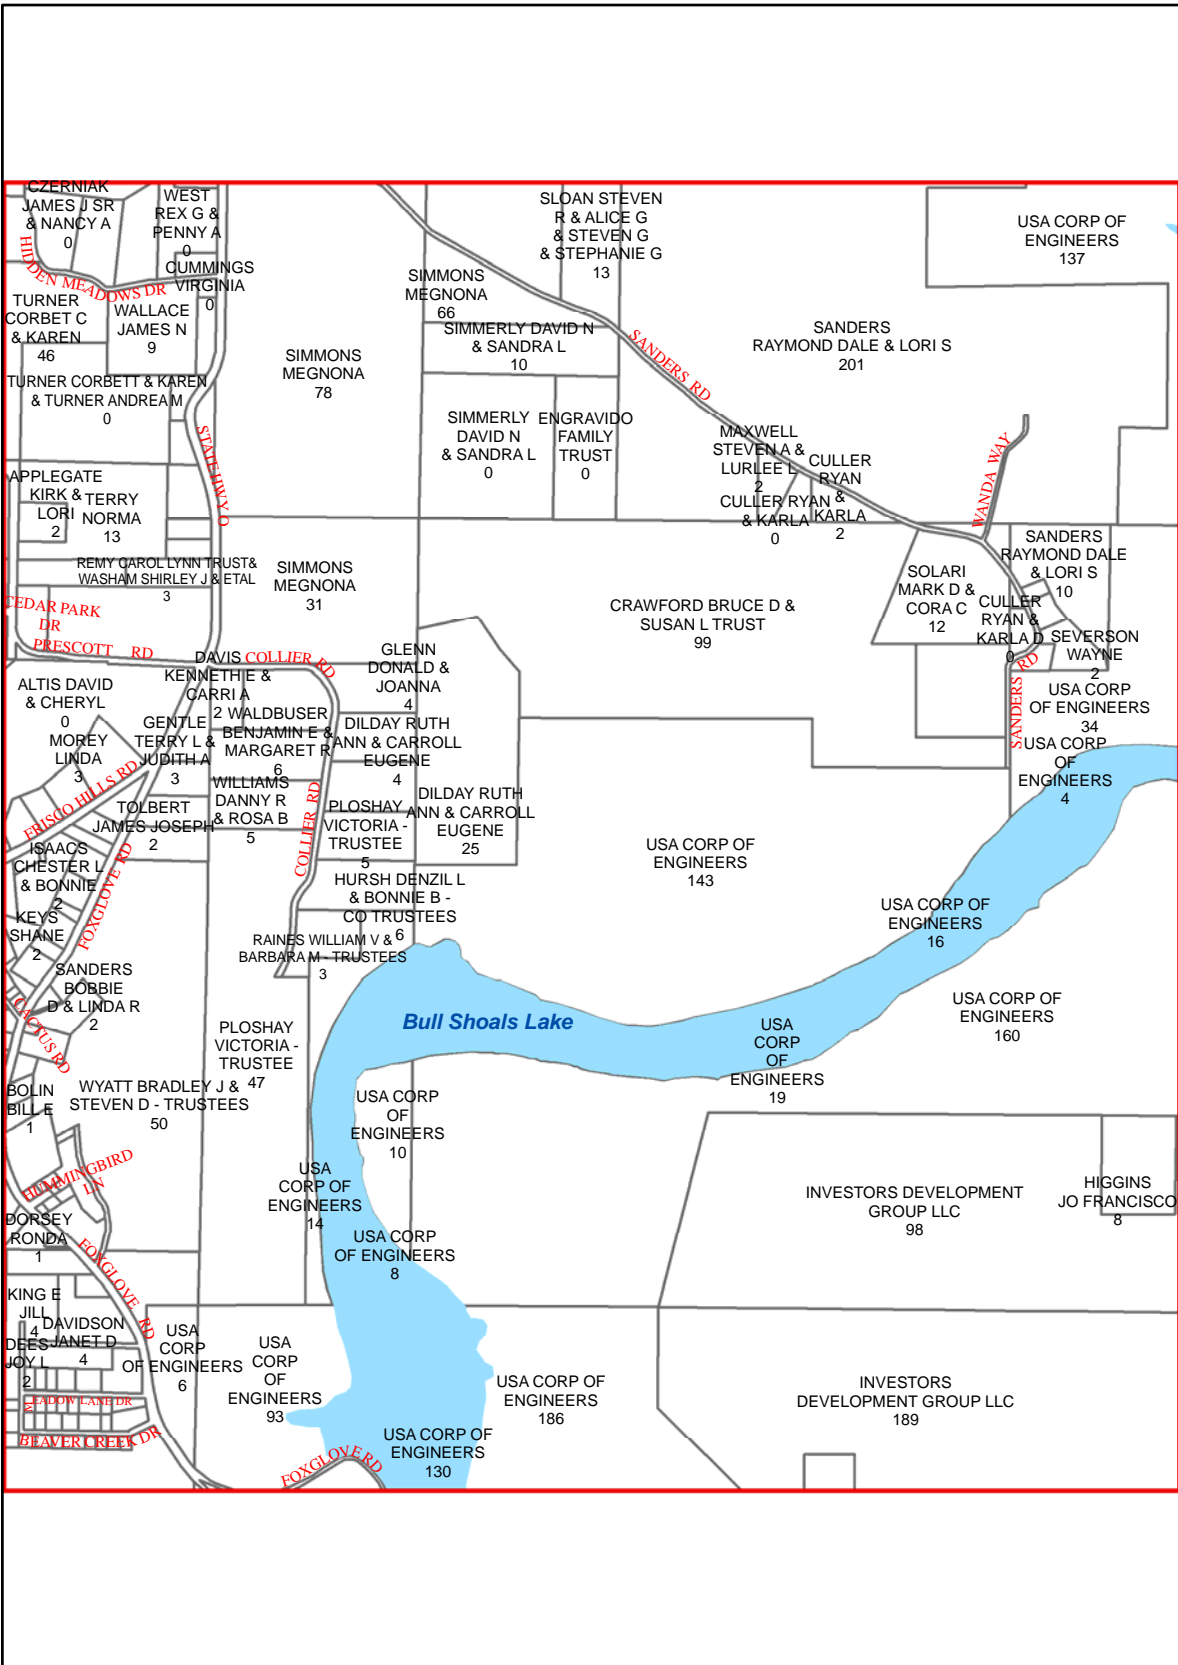 CZERNIAK
JAMES J SR
& NANCY A
0
WEST
REX G &
PENNY A
0
SLOAN STEVEN
R & ALICE G
& STEVEN G
& STEPHANIE G
13
USA CORP OF
ENGINEERS
137
HIDDEN MEADOWS DR
CUMMINGS
VIRGINIA
0
TURNER
CORBET C
& KAREN
46
WALLACE
JAMES N
9
SIMMONS
MEGNONA
66
SIMMONS
MEGNONA
78
SIMMERLY DAVID N
& SANDRA L
10
SANDERS RD
SANDERS
RAYMOND DALE & LORI S
201
TURNER CORBETT & KAREN
& TURNER ANDREA M
0
STATE HWY O
SIMMERLY
DAVID N
& SANDRA L
0
ENGRAVIDO
FAMILY
TRUST
0
MAXWELL
STEVEN A &
LURLEE L
2
CULLER
RYAN
&
KARLA
2
CULLER RYAN
& KARLA
0
WANDA WAY
APPLEGATE
KIRK &
LORI
2
TERRY
NORMA
13
REMY CAROL LYNN TRUST&
WASHAM SHIRLEY J & ETAL
3
SIMMONS
MEGNONA
31
CRAWFORD BRUCE D &
SUSAN L TRUST
99
SOLARI
MARK D &
CORA C
12
SANDERS
RAYMOND DALE
& LORI S
10
CULLER
RYAN &
KARLA D
0
SEVERSON
WAYNE
2
CEDAR PARK
DR
PRESCOTT RD
COLLIER RD
SANDERS RD
ALTIS DAVID
& CHERYL
0
DAVIS
KENNETH E &
CARRI A
2
GLENN
DONALD &
JOANNA
4
USA CORP
OF ENGINEERS
34
MOREY
LINDA
3
GENTLE
TERRY L &
JUDITH A
3
WALDBUSER
BENJAMIN E &
MARGARET R
6
DILDAY RUTH
ANN & CARROLL
EUGENE
4
USA CORP
OF
ENGINEERS
4
FRISCO HILLS RD
TOLBERT
JAMES JOSEPH
2
WILLIAMS
DANNY R
& ROSA B
5
COLLIER RD
PLOSHAY
VICTORIA -
TRUSTEE
5
DILDAY RUTH
ANN & CARROLL
EUGENE
25
USA CORP OF
ENGINEERS
143
ISAACS
CHESTER L
& BONNIE
2
FOXGLOVE RD
HURSH DENZIL L
& BONNIE B -
CO TRUSTEES
6
KEYS
SHANE
2
RAINES WILLIAM V &
BARBARA M - TRUSTEES
3
USA CORP OF
ENGINEERS
16
SANDERS
BOBBIE
D & LINDA R
2
CACTUS RD
PLOSHAY
VICTORIA -
TRUSTEE
47
Bull Shoals Lake
USA
CORP
OF
ENGINEERS
19
USA CORP OF
ENGINEERS
160
BOLIN
BILL E
1
WYATT BRADLEY J &
STEVEN D - TRUSTEES
50
USA CORP
OF
ENGINEERS
10
HUMMINGBIRD
LN
USA
CORP OF
ENGINEERS
14
INVESTORS DEVELOPMENT
GROUP LLC
98
HIGGINS
JO FRANCISCO
8
DORSEY
RONDA
1
FOXGLOVE RD
USA CORP
OF ENGINEERS
8
KING E
JILL
4
DAVIDSON
JANET D
4
DEES
JOY L
2
USA
CORP
OF ENGINEERS
6
USA
CORP
OF
ENGINEERS
93
USA CORP OF
ENGINEERS
186
INVESTORS
DEVELOPMENT GROUP LLC
189
MEADOW LANE DR
BEAVER CREEK DR
FOXGLOVE RD
USA CORP OF
ENGINEERS
130